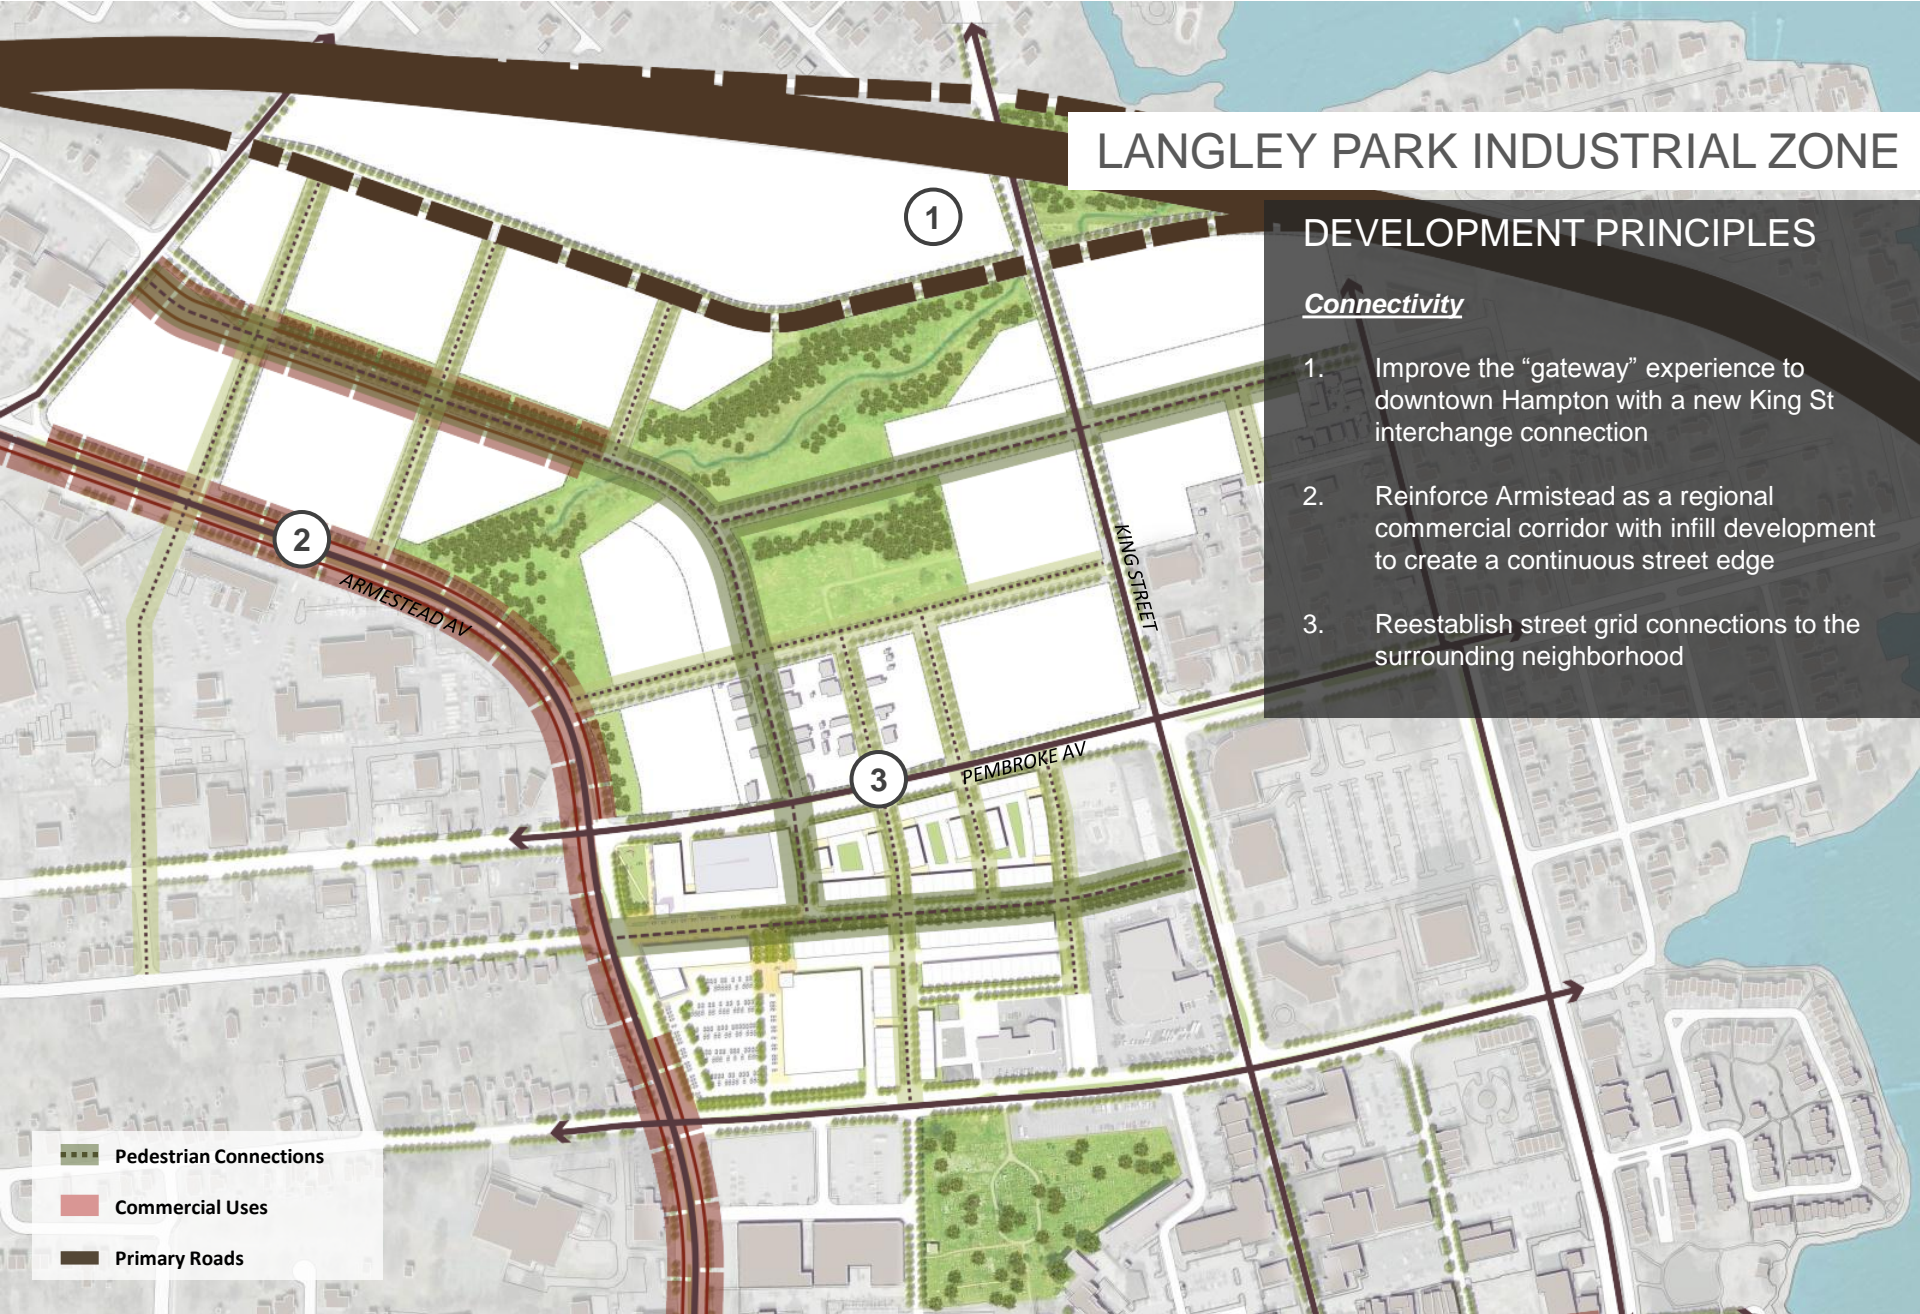 LANGLEY PARK INDUSTRIAL ZONE
DEVELOPMENT PRINCIPLES
Connectivity
1. Improve the “gateway” experience to
downtown Hampton with a new King St
interchange connection
2. Reinforce Armistead as a regional
commercial corridor with infill development
to create a continuous street edge
3. Reestablish street grid connections to the
surrounding neighborhood
1
2
ARMESTEAD AV
KING STREET
3
PEMBROKE AV
Pedestrian Connections
Commercial Uses
Primary Roads